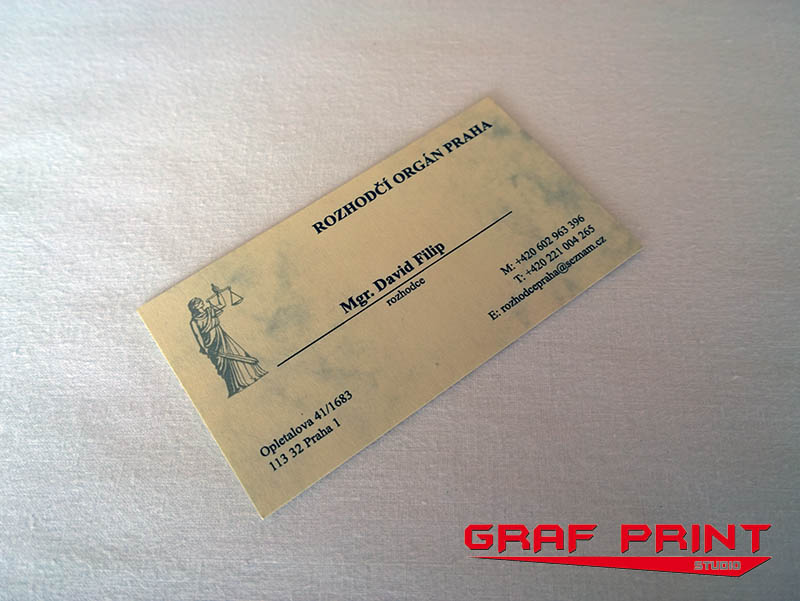 ROZHODČÍ ORGÁN PRAHA
Mgr. David Filip
rozhodce
M: +420 602 963 396
T: +420 221 004 265
E: rozhodcepraha@seznam.cz
Opletalova 41/1683
113 32 Praha 1
GRAF PRINT
STUDIO